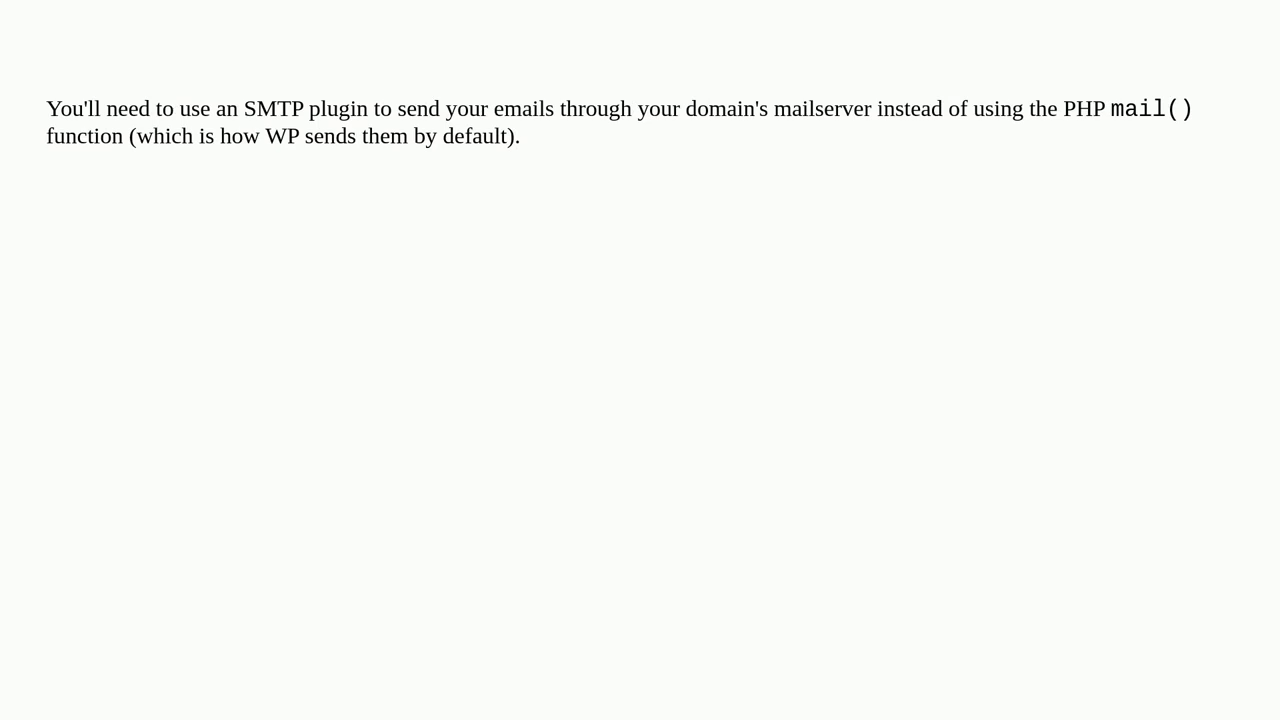 You'll need to use an SMTP plugin to send your emails through your domain's mailserver instead of using the PHP mail()
function (which is how WP sends them by default).